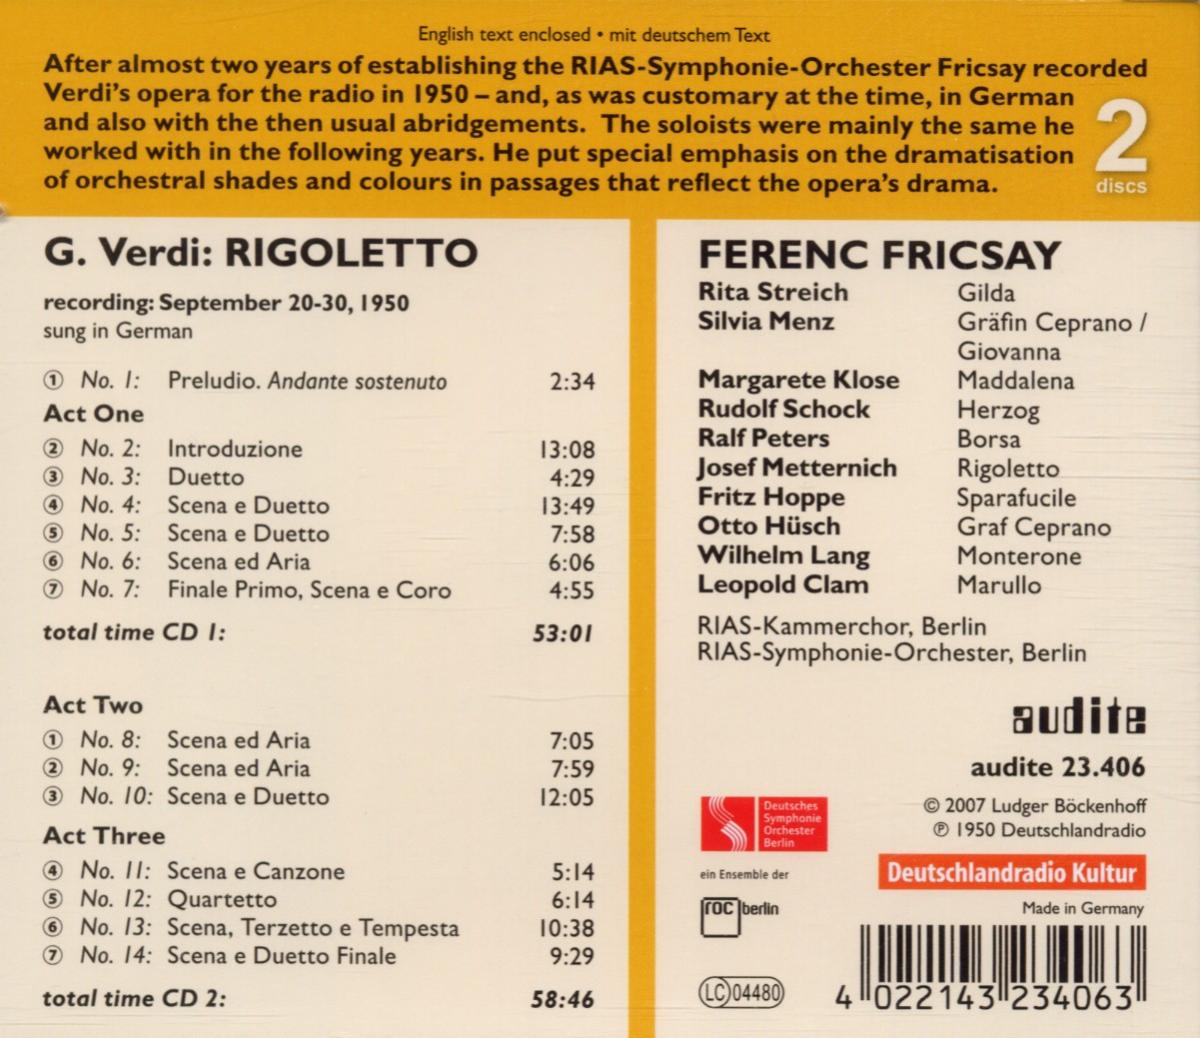 English text enclosed • mit deutschem Text
After almost two years of establishing the RIAS-Symphonie-Orchester Fricsay recorded
Verdi's opera for the radio in 1950 – and, as was customary at the time, in German
and also with the then usual abridgements. The soloists were mainly the same he
worked with in the following years. He put special emphasis on the dramatisation
of orchestral shades and colours in passages that reflect the opera's drama.
2
discs
G. Verdi: RIGOLETTO
recording: September 20-30, 1950
sung in German
① No. 1: Preludio. Andante sostenuto 2:34
Act One
② No. 2: Introduzione 13:08
③ No. 3: Duetto 4:29
④ No. 4: Scena e Duetto 13:49
⑤ No. 5: Scena e Duetto 7:58
⑥ No. 6: Scena ed Aria 6:06
⑦ No. 7: Finale Primo, Scena e Coro 4:55
total time CD 1: 53:01
Act Two
① No. 8: Scena ed Aria 7:05
② No. 9: Scena ed Aria 7:59
③ No. 10: Scena e Duetto 12:05
Act Three
④ No. 11: Scena e Canzone 5:14
⑤ No. 12: Quartetto 6:14
⑥ No. 13: Scena, Terzetto e Tempesta 10:38
⑦ No. 14: Scena e Duetto Finale 9:29
total time CD 2: 58:46
FERENC FRICSAY
Rita Streich Gilda
Silvia Menz Gräfin Ceprano /
Giovanna
Margarete Klose Maddalena
Rudolf Schock Herzog
Ralf Peters Borsa
Josef Metternich Rigoletto
Fritz Hoppe Sparafucile
Otto Hüsch Graf Ceprano
Wilhelm Lang Monterone
Leopold Clam Marullo
RIAS-Kammerchor, Berlin
RIAS-Symphonie-Orchester, Berlin
audite
audite 23.406
© 2007 Ludger Böckenhoff
℗ 1950 Deutschlandradio
Deutsches
Symphonie
Orchester
Berlin
Deutschlandradio Kultur
ein Ensemble der
roc berlin
Made in Germany
LC 04480
4 022143 234063